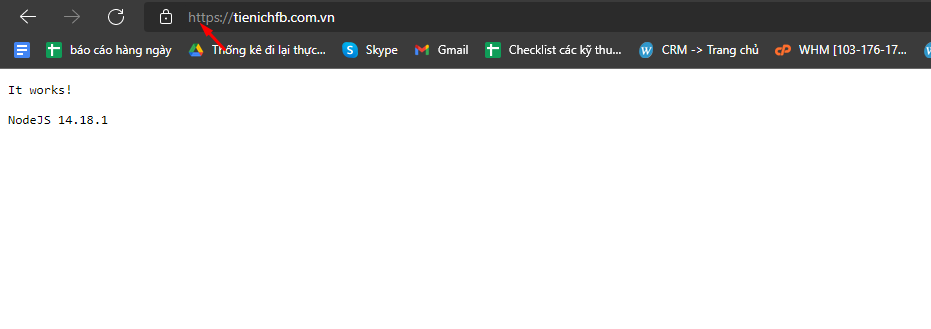 https://tienichfb.com.vn
báo cáo hàng ngày Thống kê đi lại thực... Skype Gmail Checklist các kỹ thu... CRM -> Trang chủ cP WHM [103-176-17...
It works!
NodeJS 14.18.1